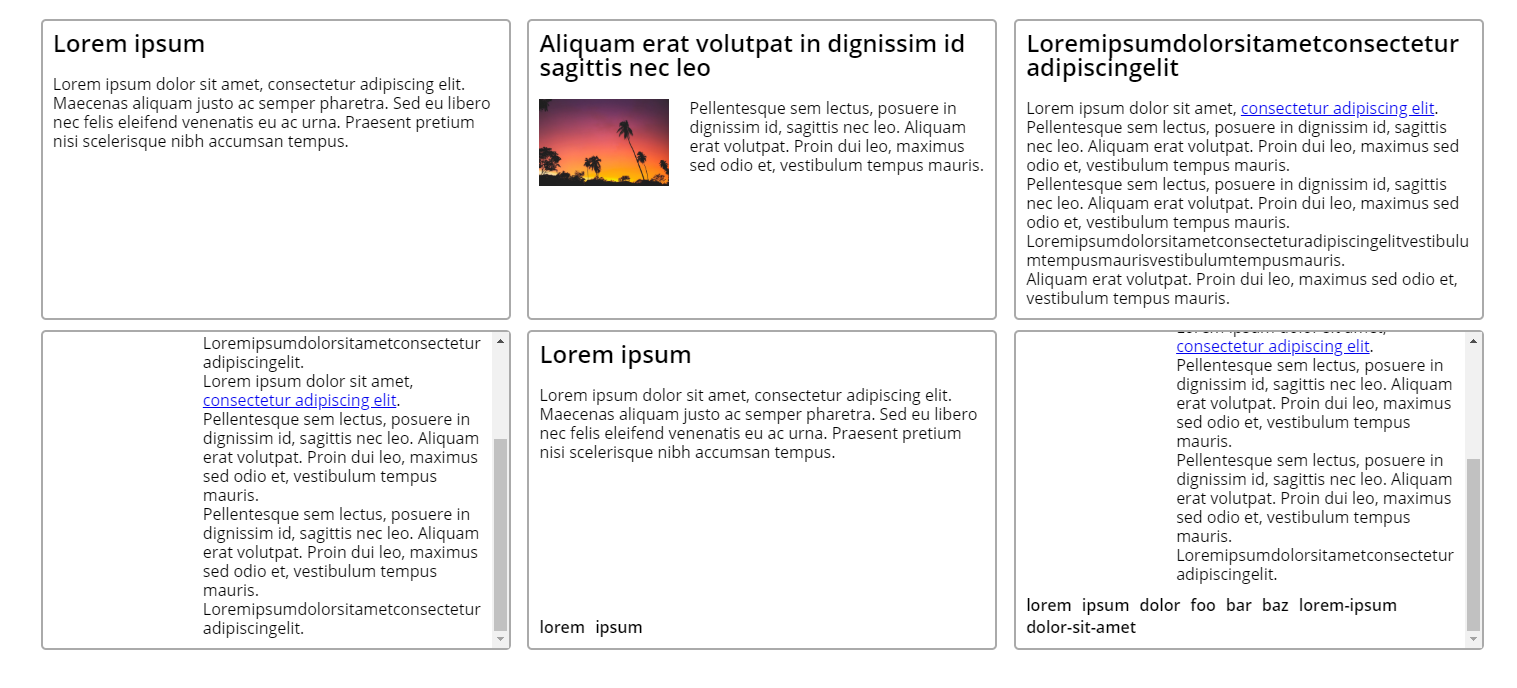 Lorem ipsum
Lorem ipsum dolor sit amet, consectetur adipiscing elit.
Maecenas aliquam justo ac semper pharetra. Sed eu libero
nec felis eleifend venenatis eu ac urna. Praesent pretium
nisi scelerisque nibh accumsan tempus.
Aliquam erat volutpat in dignissim id
sagittis nec leo
Pellentesque sem lectus, posuere in
dignissim id, sagittis nec leo. Aliquam
erat volutpat. Proin dui leo, maximus
sed odio et, vestibulum tempus mauris.
Loremipsumdolorsitametconsectetur
adipiscingelit
Lorem ipsum dolor sit amet, consectetur adipiscing elit.
Pellentesque sem lectus, posuere in dignissim id, sagittis
nec leo. Aliquam erat volutpat. Proin dui leo, maximus sed
odio et, vestibulum tempus mauris.
Pellentesque sem lectus, posuere in dignissim id, sagittis
nec leo. Aliquam erat volutpat. Proin dui leo, maximus sed
odio et, vestibulum tempus mauris.
Loremipsumdolorsitametconsecteturadipiscingelitvestibulu
mtempusmaurisvestibulumtempusmauris.
Aliquam erat volutpat. Proin dui leo, maximus sed odio et,
vestibulum tempus mauris.
Loremipsumdolorsitametconsectetur
adipiscingelit.
Lorem ipsum dolor sit amet,
consectetur adipiscing elit.
Pellentesque sem lectus, posuere in
dignissim id, sagittis nec leo. Aliquam
erat volutpat. Proin dui leo, maximus
sed odio et, vestibulum tempus
mauris.
Pellentesque sem lectus, posuere in
dignissim id, sagittis nec leo. Aliquam
erat volutpat. Proin dui leo, maximus
sed odio et, vestibulum tempus
mauris.
Loremipsumdolorsitametconsectetur
adipiscingelit.
Lorem ipsum
Lorem ipsum dolor sit amet, consectetur adipiscing elit.
Maecenas aliquam justo ac semper pharetra. Sed eu libero
nec felis eleifend venenatis eu ac urna. Praesent pretium
nisi scelerisque nibh accumsan tempus.
lorem ipsum
consectetur adipiscing elit.
Pellentesque sem lectus, posuere in
dignissim id, sagittis nec leo. Aliquam
erat volutpat. Proin dui leo, maximus
sed odio et, vestibulum tempus
mauris.
Pellentesque sem lectus, posuere in
dignissim id, sagittis nec leo. Aliquam
erat volutpat. Proin dui leo, maximus
sed odio et, vestibulum tempus
mauris.
Loremipsumdolorsitametconsectetur
adipiscingelit.
lorem ipsum dolor foo bar baz lorem-ipsum
dolor-sit-amet